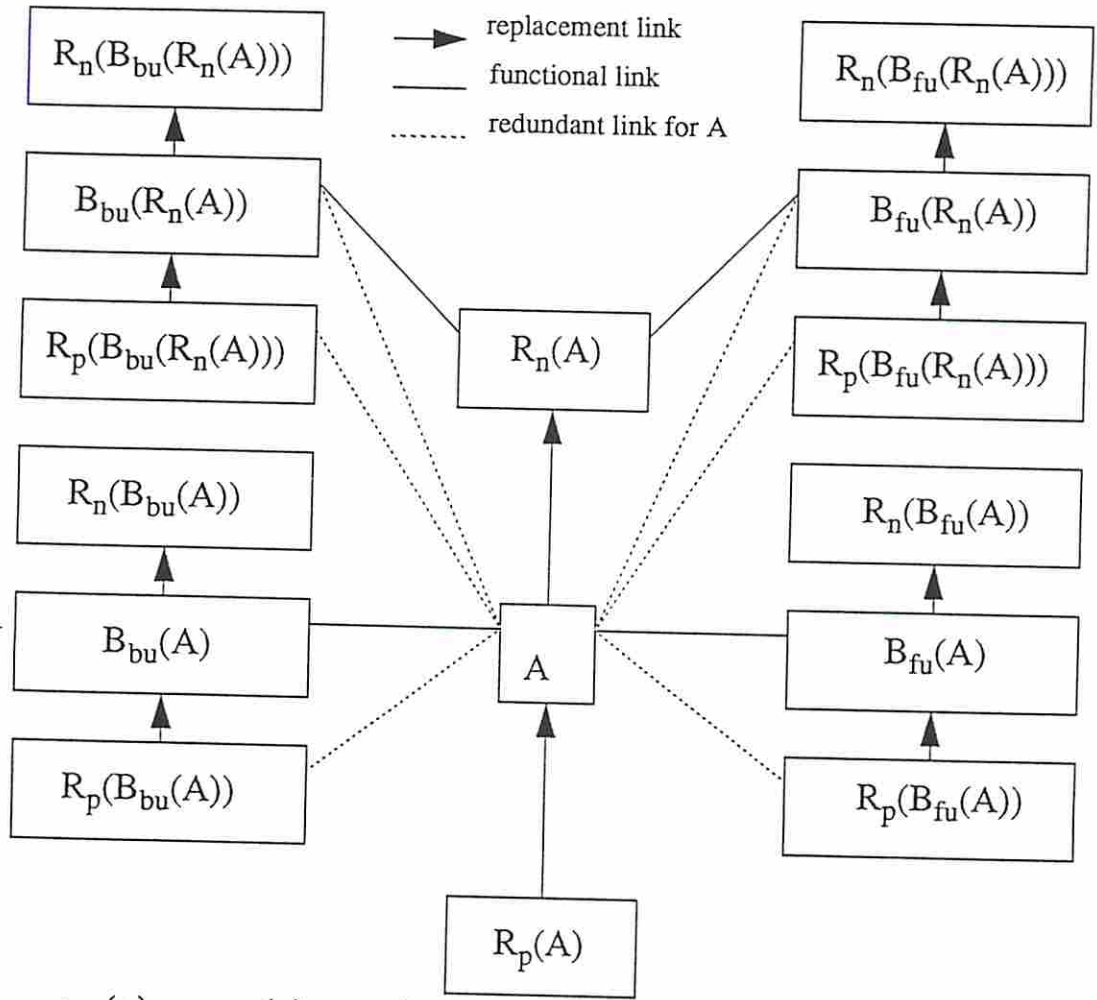 R_n(B_bu(R_n(A)))
replacement link
functional link
redundant link for A
R_n(B_fu(R_n(A)))
B_bu(R_n(A))
B_fu(R_n(A))
R_p(B_bu(R_n(A)))
R_n(A)
R_p(B_fu(R_n(A)))
R_n(B_bu(A))
R_n(B_fu(A))
B_bu(A)
A
B_fu(A)
R_p(B_bu(A))
R_p(B_fu(A))
R_p(A)